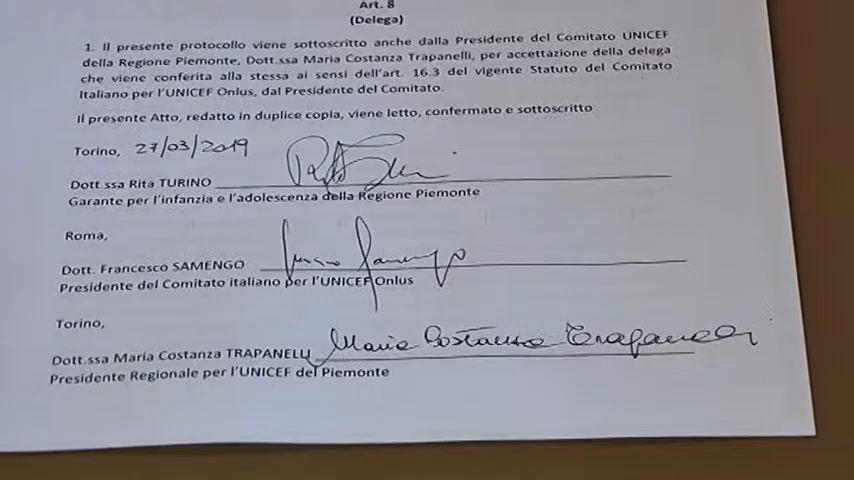 Art. 8
(Delega)
1. Il presente protocollo viene sottoscritto anche dalla Presidente del Comitato UNICEF
della Regione Piemonte, Dott.ssa Maria Costanza Trapanelli, per accettazione della delega
che viene conferita alla stessa ai sensi dell'art. 16.3 del vigente Statuto del Comitato
Italiano per l'UNICEF Onlus, dal Presidente del Comitato.
Il presente Atto, redatto in duplice copia, viene letto, confermato e sottoscritto
Torino, 27/03/2019
Dott.ssa Rita TURINO
Garante per l'infanzia e l'adolescenza della Regione Piemonte
Roma,
Dott. Francesco SAMENGO
Presidente del Comitato italiano per l'UNICEF Onlus
Torino,
Dott.ssa Maria Costanza TRAPANELLI Maria Costanza Trapanelli
Presidente Regionale per l'UNICEF del Piemonte